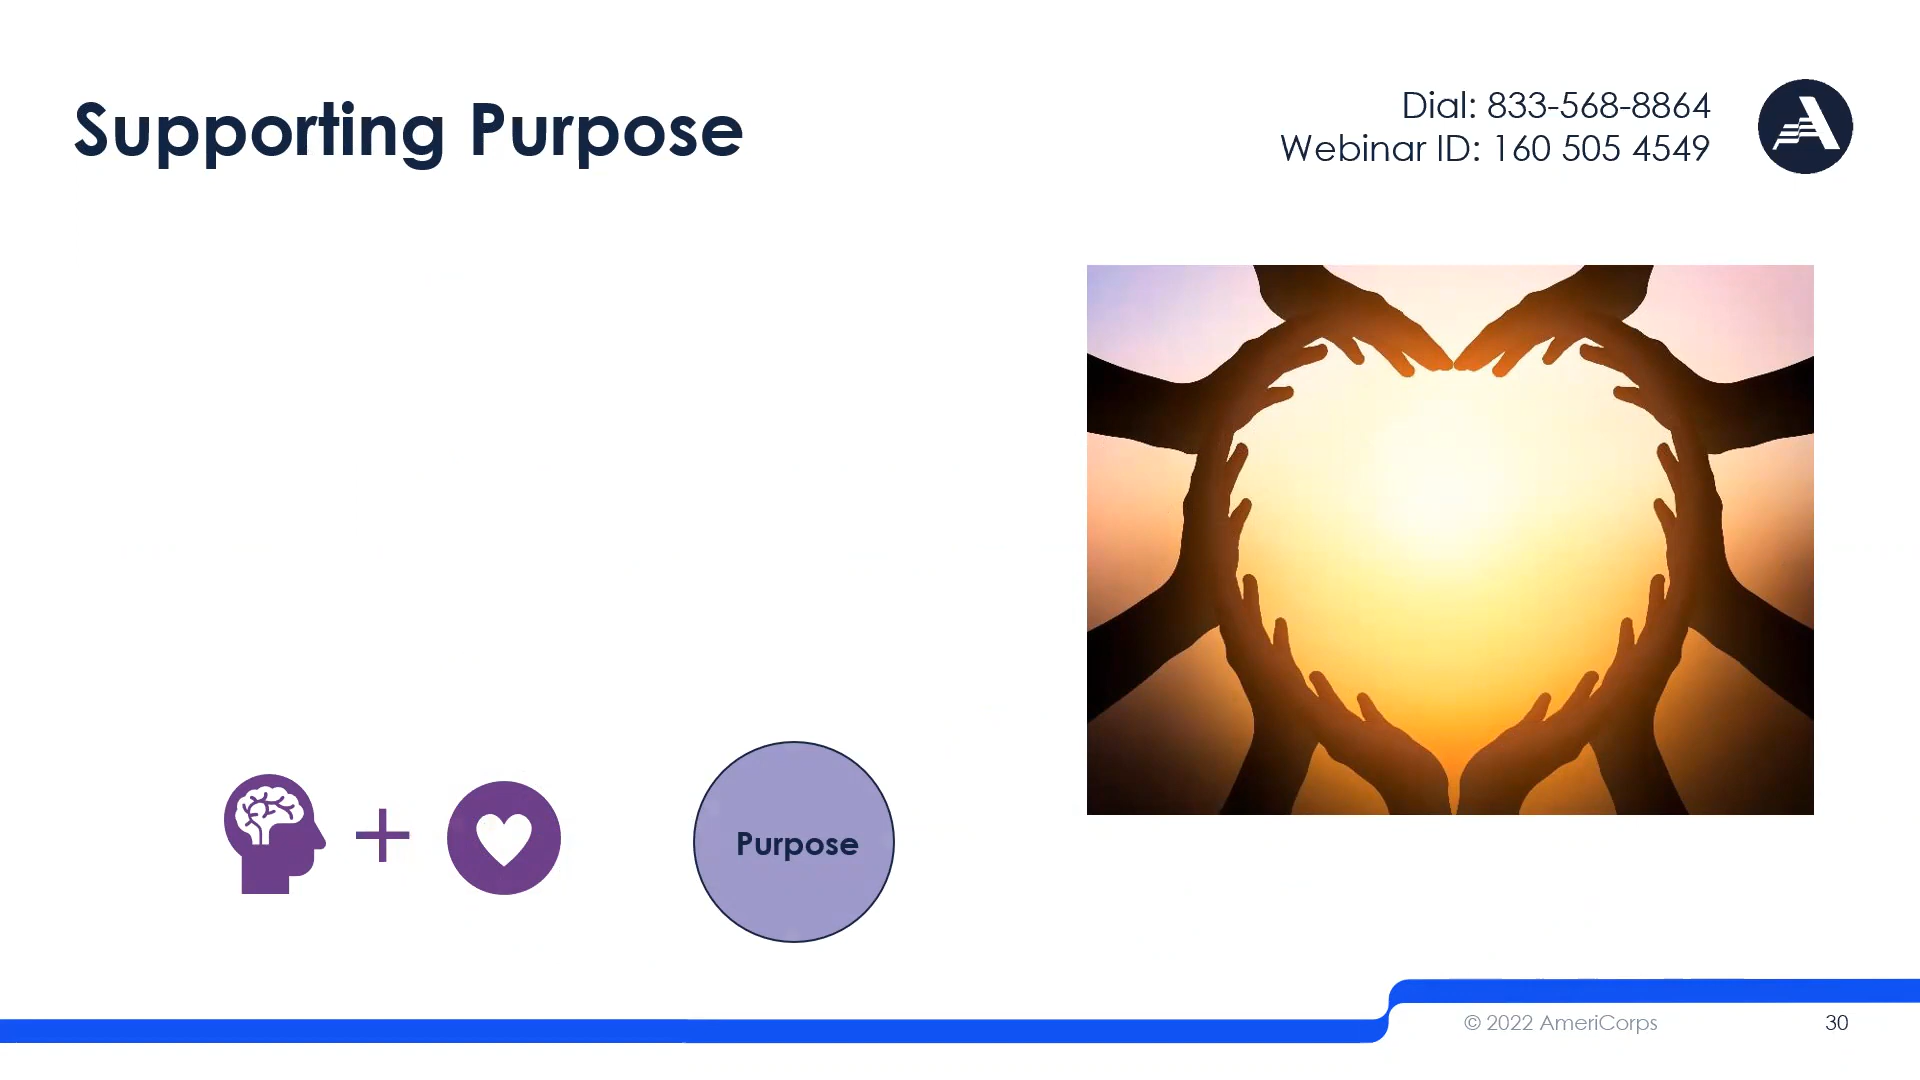 Supporting Purpose
Dial: 833-568-8864
Webinar ID: 160 505 4549
Purpose
© 2022 AmeriCorps
30